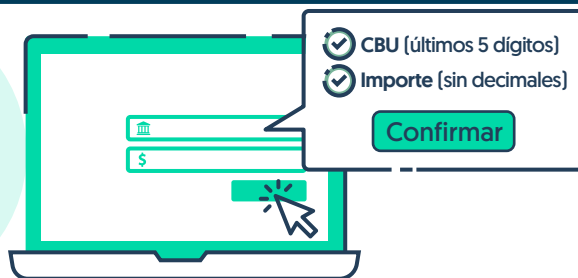 CBU (últimos 5 dígitos)
Importe (sin decimales)
Confirmar
$